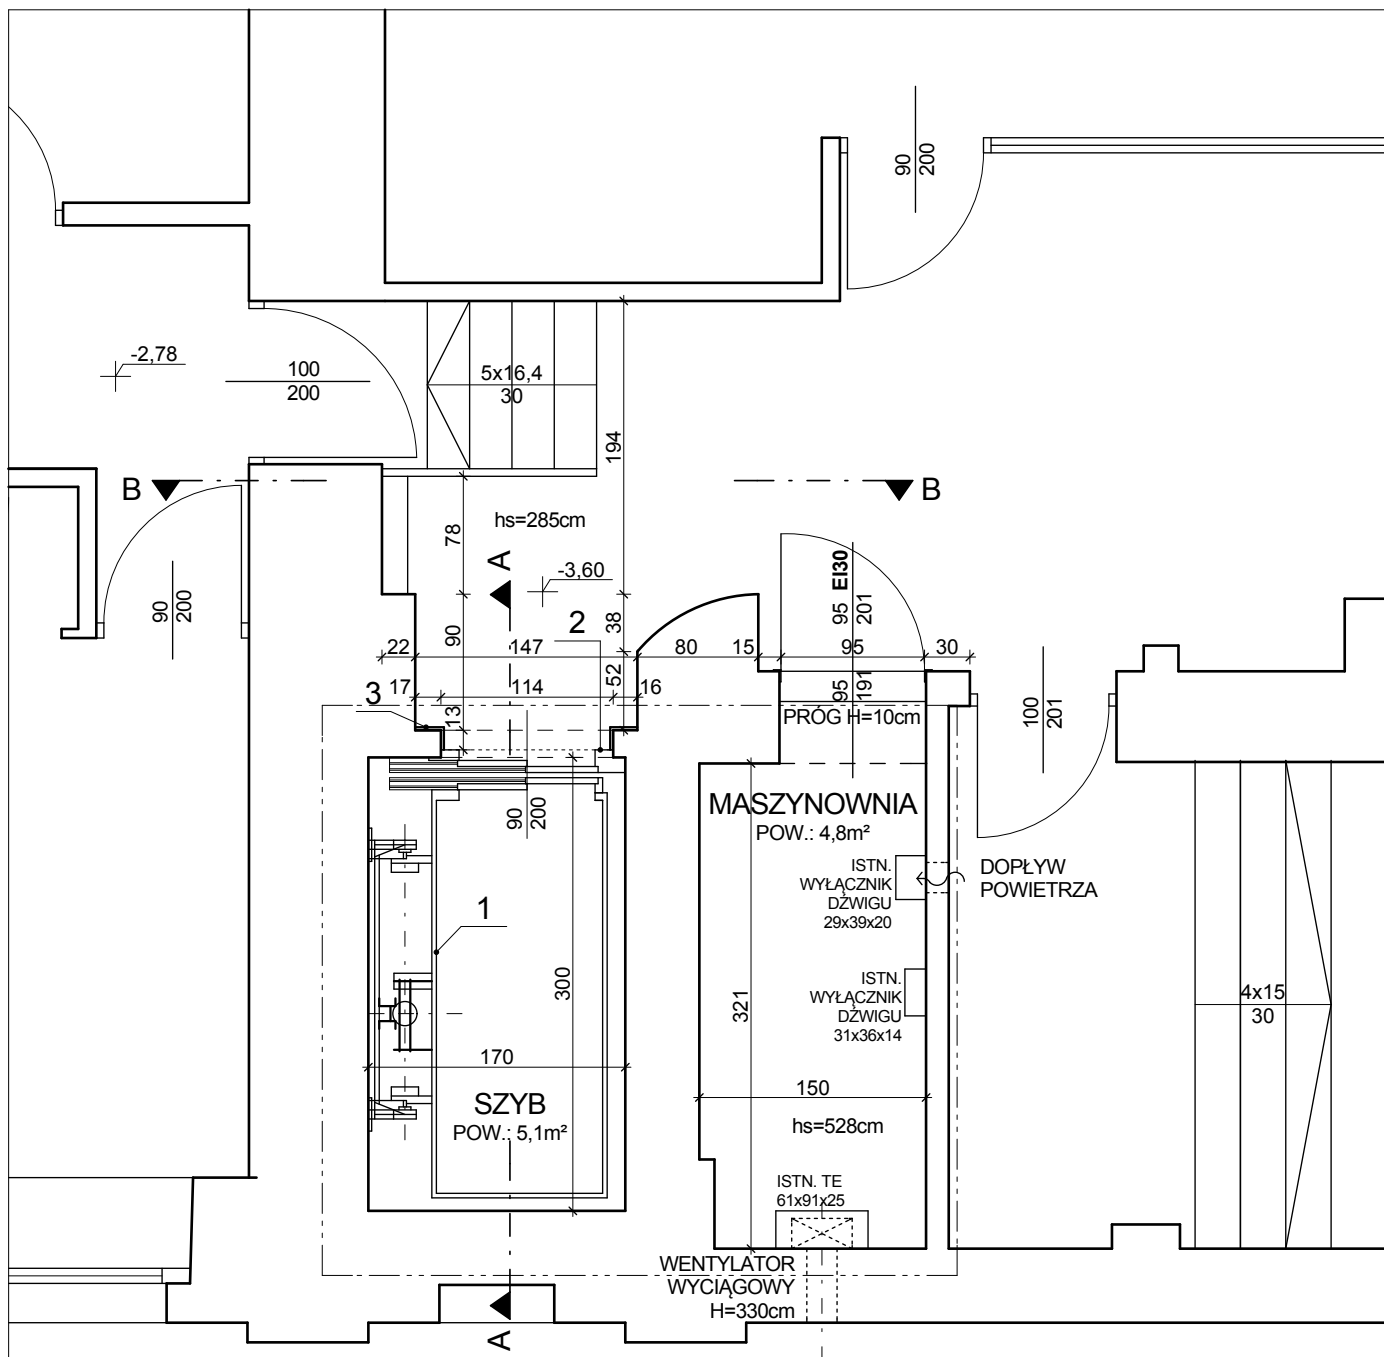 90
200
-2,78
100
200
5x16,4
30
194
B
B
78
hs=285cm
A
-3,60
EI30
95
201
90
200
90
2
38
22
147
80
15
95
30
52
17
114
16
3
13
95
191
100
201
PRÓG H=10cm
MASZYNOWNIA
POW.: 4,8m²
90
200
ISTN.
WYŁĄCZNIK
DŹWIGU
29x39x20
DOPŁYW
POWIETRZA
1
300
321
ISTN.
WYŁĄCZNIK
DŹWIGU
31x36x14
4x15
30
170
150
SZYB
POW.: 5,1m²
hs=528cm
ISTN. TE
61x91x25
WENTYLATOR
WYCIĄGOWY
H=330cm
A